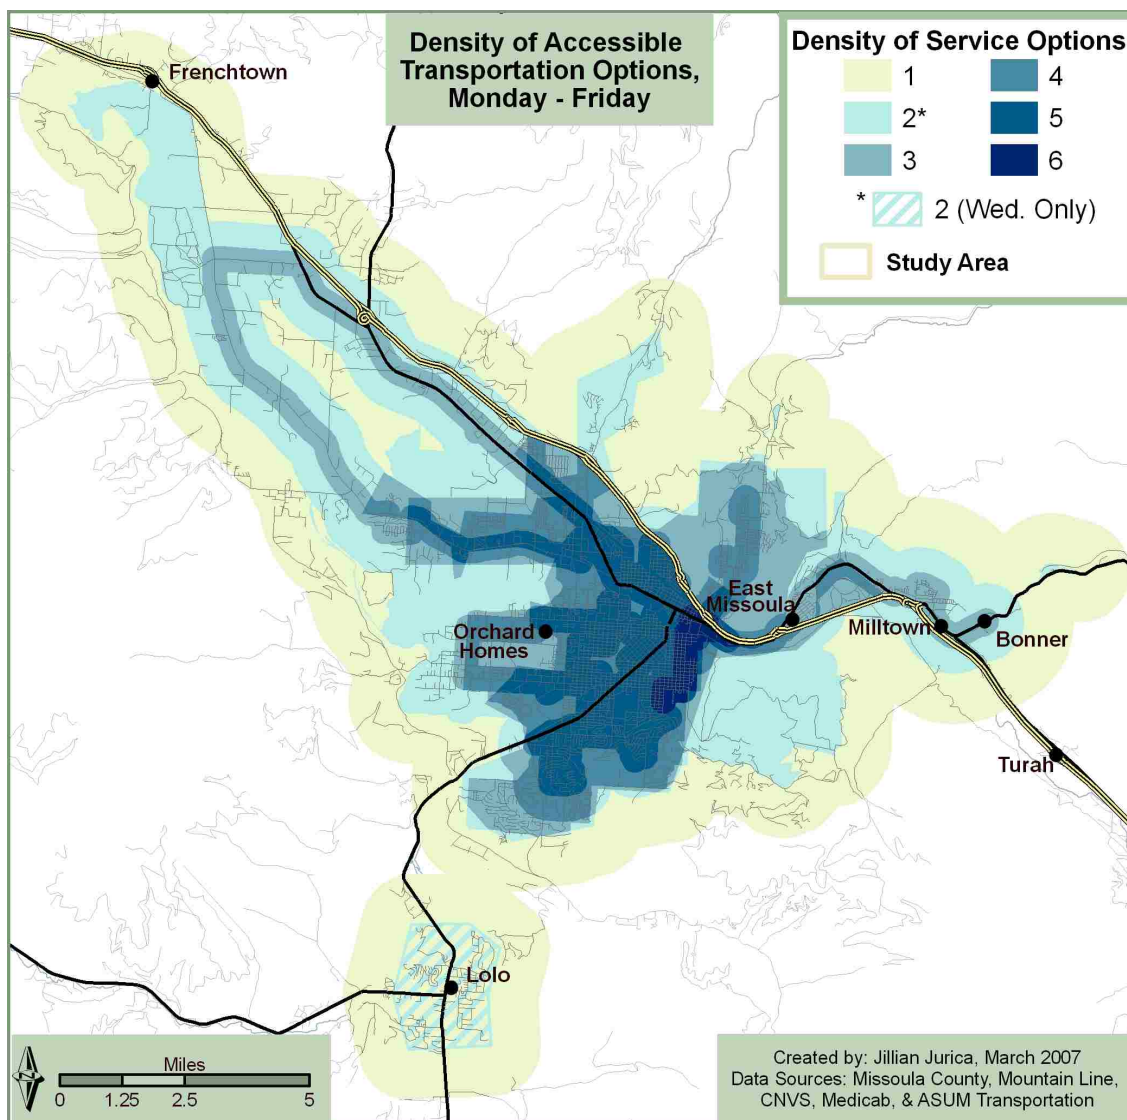 Density of Accessible
Transportation Options,
Monday - Friday
Density of Service Options
1
4
2*
5
3
6
* 2 (Wed. Only)
Study Area
Frenchtown
East
Missoula
Orchard
Homes
Milltown
Bonner
Turah
Lolo
N
Miles
0 1.25 2.5 5
Created by: Jillian Jurica, March 2007
Data Sources: Missoula County, Mountain Line,
CNVS, Medicab, & ASUM Transportation